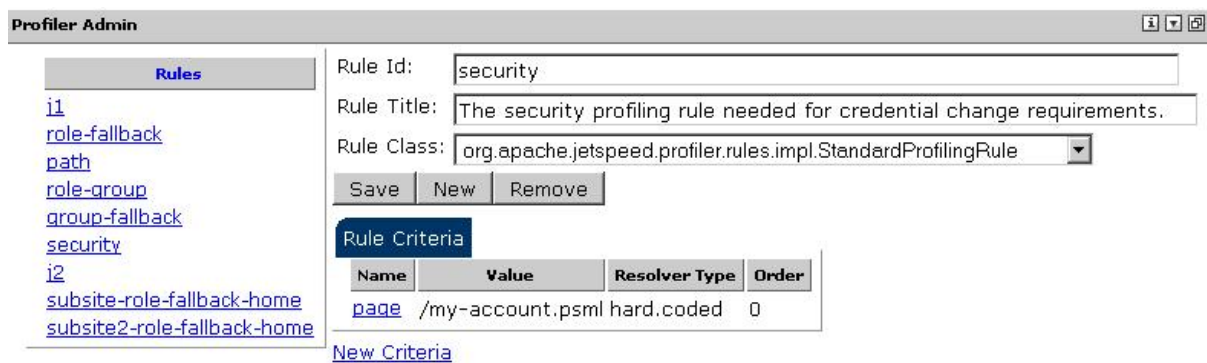 Profiler Admin
Rules
j1
role-fallback
path
role-group
group-fallback
security
j2
subsite-role-fallback-home
subsite2-role-fallback-home
Rule Id: security
Rule Title: The security profiling rule needed for credential change requirements.
Rule Class: org.apache.jetspeed.profiler.rules.impl.StandardProfilingRule
Save New Remove
Rule Criteria
Name Value Resolver Type Order
page /my-account.psml hard.coded 0
New Criteria